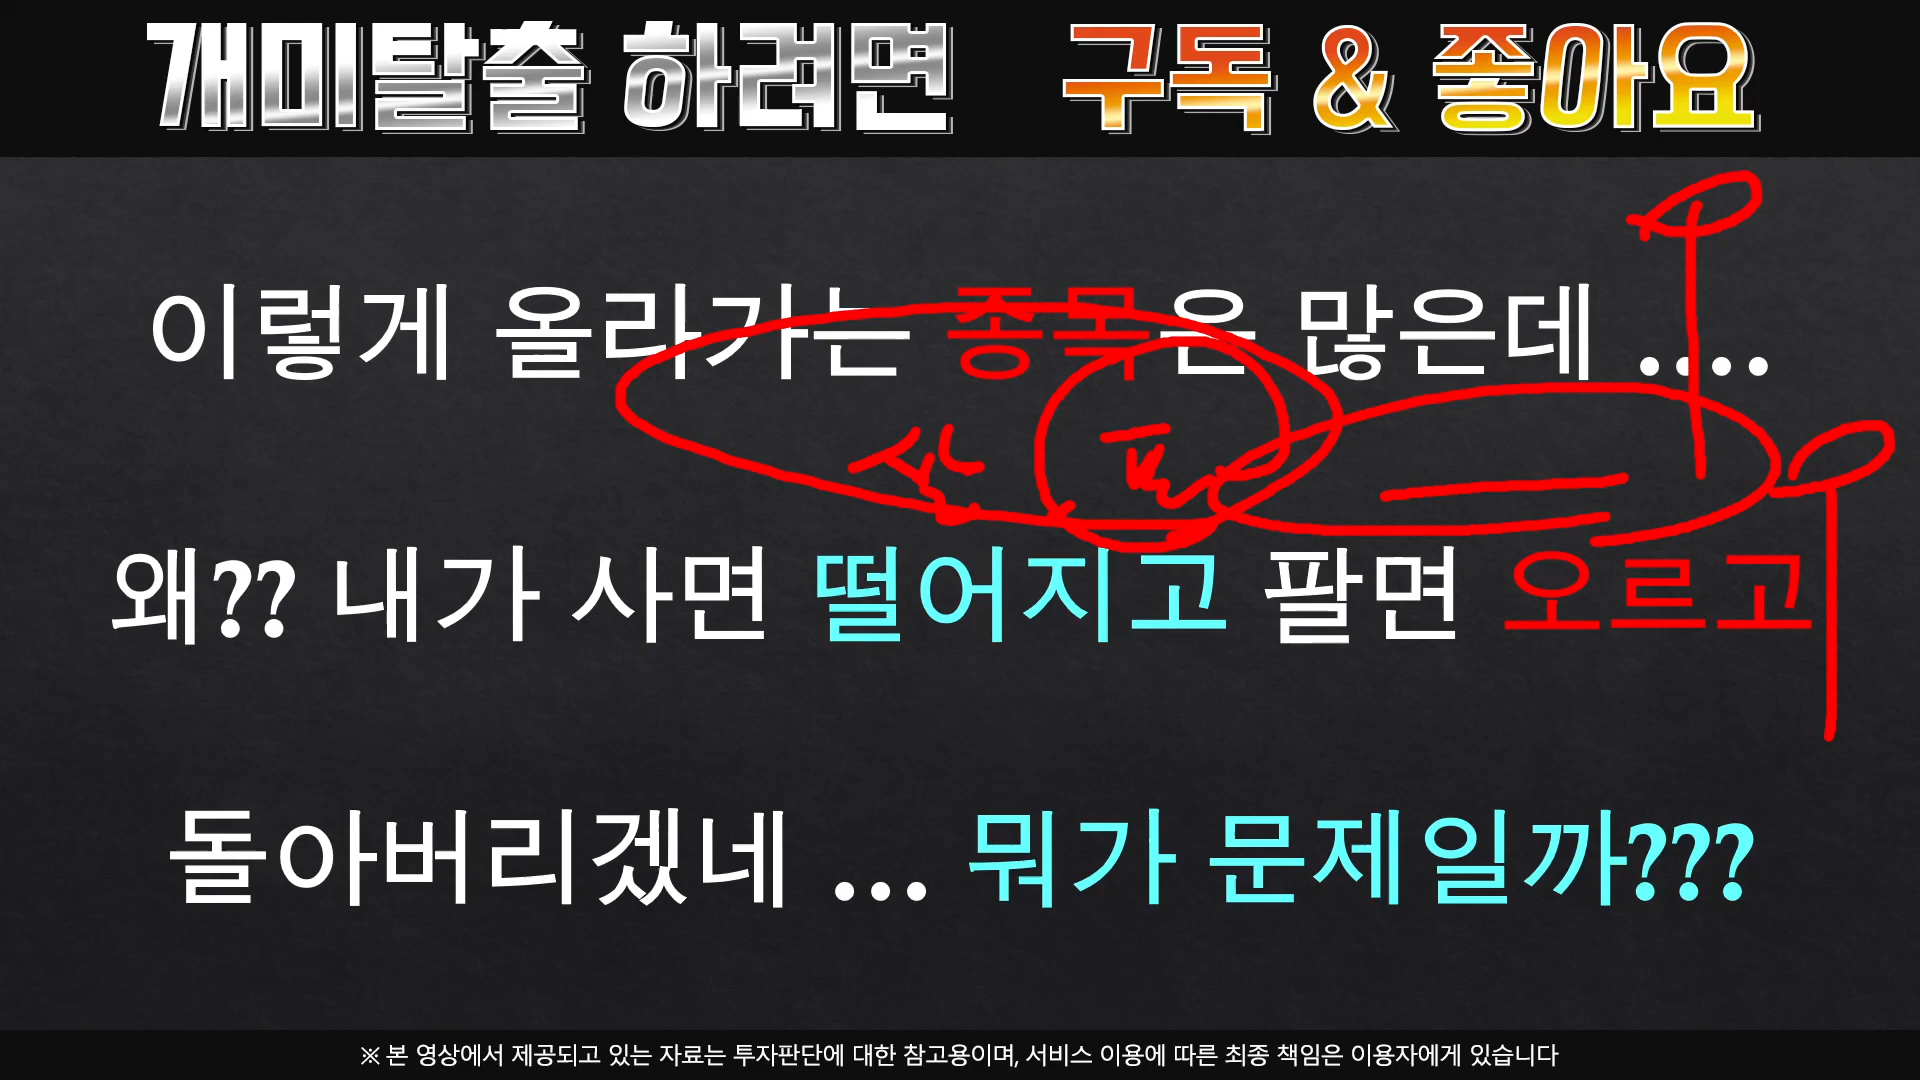 개미탈출 하려면 구독 & 좋아요
이렇게 올라가는 종목은 많은데 ....
왜?? 내가 사면 떨어지고 팔면 오르고
돌아버리겠네 ... 뭐가 문제일까???
※ 본 영상에서 제공되고 있는 자료는 투자판단에 대한 참고용이며, 서비스 이용에 따른 최종 책임은 이용자에게 있습니다